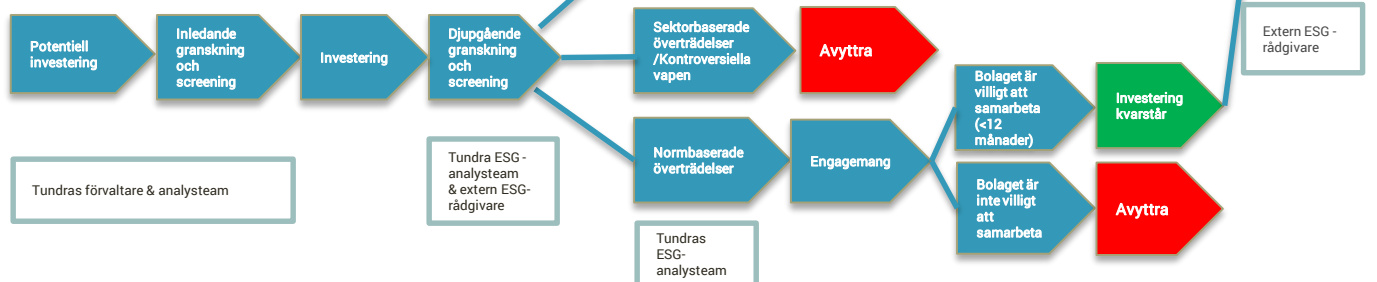 Potentiell
investering
Inledande
granskning
och
screening
Investering
Djupgående
granskning
och
screening
Sektorbaserade
överträdelser
/Kontroversiella
vapen
Avyttra
Normbaserade
överträdelser
Engagemang
Bolaget är
villigt att
samarbeta
(<12
månader)
Investering
kvarstår
Bolaget är
inte villigt
att
samarbeta
Avyttra
Extern ESG -
rådgivare
Tundras förvaltare & analysteam
Tundra ESG -
analysteam
& extern ESG-
rådgivare
Tundras
ESG-
analysteam